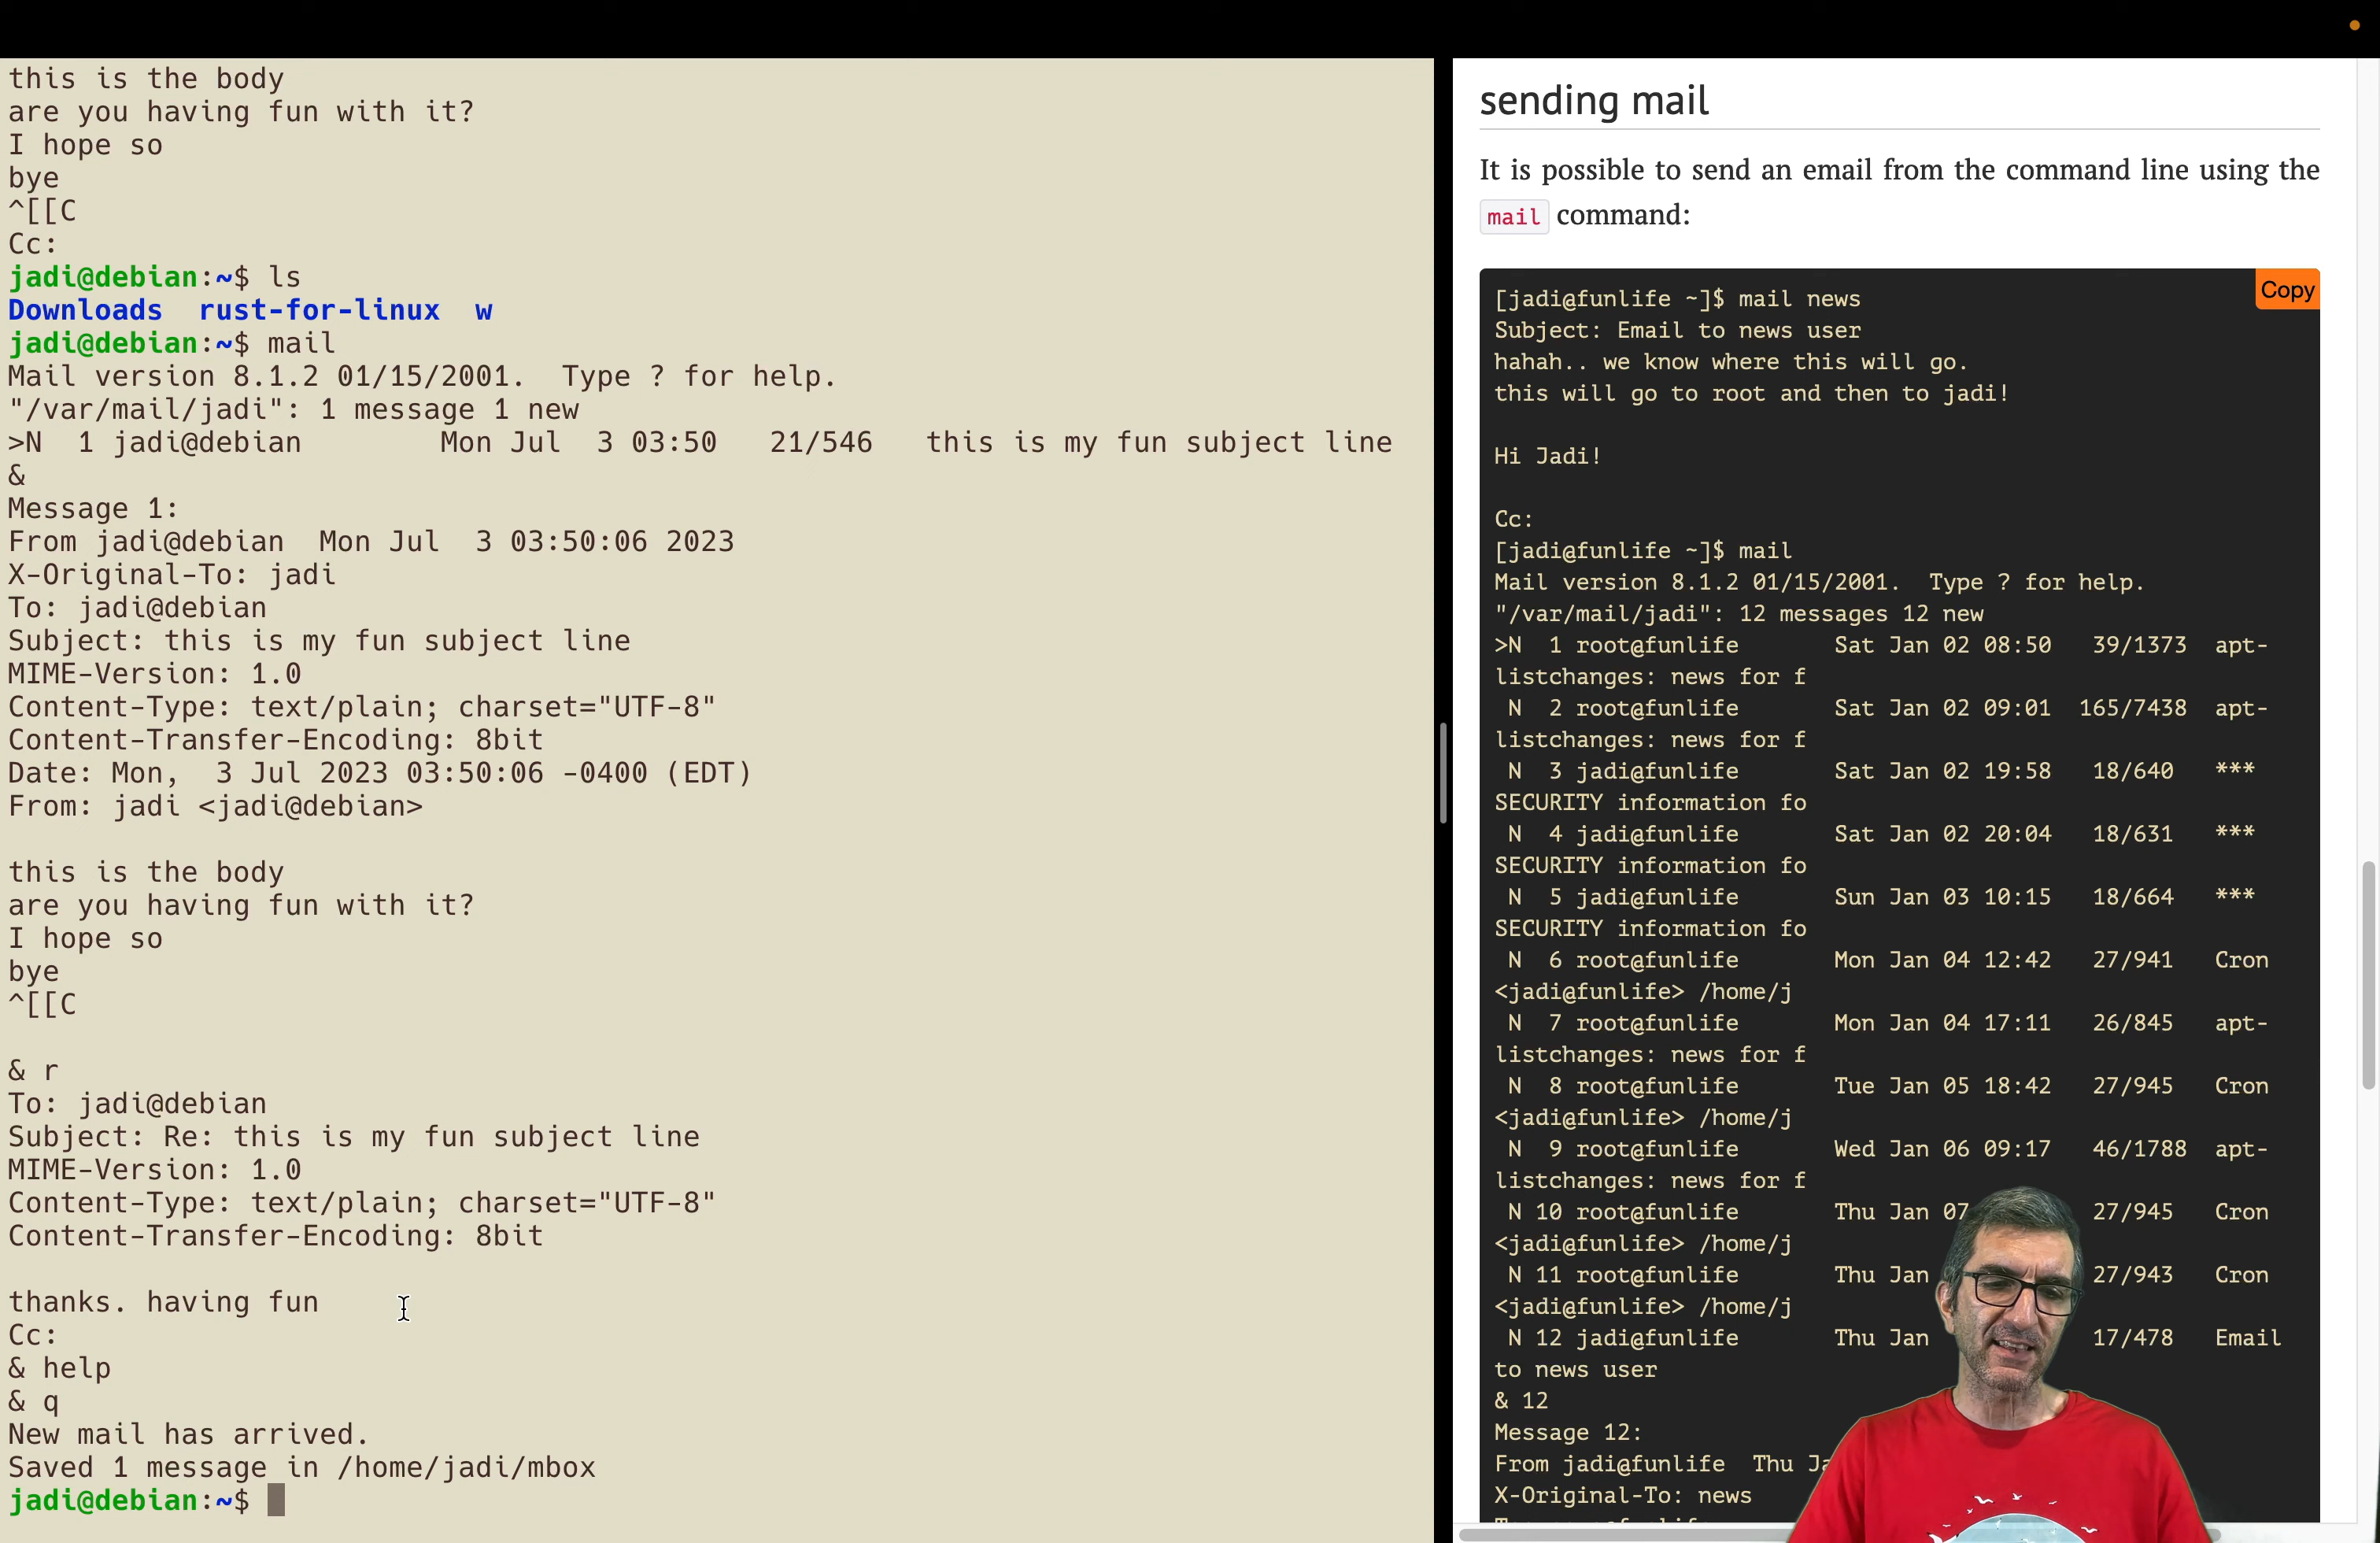 this is the body
are you having fun with it?
I hope so
bye
^[[C
Cc:
jadi@debian:~$ ls
Downloads  rust-for-linux  w
jadi@debian:~$ mail
Mail version 8.1.2 01/15/2001.  Type ? for help.
"/var/mail/jadi": 1 message 1 new
>N  1 jadi@debian        Mon Jul  3 03:50   21/546   this is my fun subject line
&
Message 1:
From jadi@debian  Mon Jul  3 03:50:06 2023
X-Original-To: jadi
To: jadi@debian
Subject: this is my fun subject line
MIME-Version: 1.0
Content-Type: text/plain; charset="UTF-8"
Content-Transfer-Encoding: 8bit
Date: Mon,  3 Jul 2023 03:50:06 -0400 (EDT)
From: jadi <jadi@debian>
this is the body
are you having fun with it?
I hope so
bye
^[[C
& r
To: jadi@debian
Subject: Re: this is my fun subject line
MIME-Version: 1.0
Content-Type: text/plain; charset="UTF-8"
Content-Transfer-Encoding: 8bit
thanks. having fun
Cc:
& help
& q
New mail has arrived.
Saved 1 message in /home/jadi/mbox
jadi@debian:~$
sending mail
It is possible to send an email from the command line using the
mail command:
Copy
[jadi@funlife ~]$ mail news
Subject: Email to news user
hahah.. we know where this will go.
this will go to root and then to jadi!
Hi Jadi!
Cc:
[jadi@funlife ~]$ mail
Mail version 8.1.2 01/15/2001.  Type ? for help.
"/var/mail/jadi": 12 messages 12 new
>N  1 root@funlife       Sat Jan 02 08:50   39/1373  apt-
listchanges: news for f
N  2 root@funlife       Sat Jan 02 09:01  165/7438  apt-
listchanges: news for f
N  3 jadi@funlife       Sat Jan 02 19:58   18/640   ***
SECURITY information fo
N  4 jadi@funlife       Sat Jan 02 20:04   18/631   ***
SECURITY information fo
N  5 jadi@funlife       Sun Jan 03 10:15   18/664   ***
SECURITY information fo
N  6 root@funlife       Mon Jan 04 12:42   27/941   Cron
<jadi@funlife> /home/j
N  7 root@funlife       Mon Jan 04 17:11   26/845   apt-
listchanges: news for f
N  8 root@funlife       Tue Jan 05 18:42   27/945   Cron
<jadi@funlife> /home/j
N  9 root@funlife       Wed Jan 06 09:17   46/1788  apt-
listchanges: news for f
N 10 root@funlife       Thu Jan 07   27/945   Cron
<jadi@funlife> /home/j
N 11 root@funlife       Thu Jan   27/943   Cron
<jadi@funlife> /home/j
N 12 jadi@funlife       Thu Jan   17/478   Email
to news user
& 12
Message 12:
From jadi@funlife  Thu
X-Original-To: news